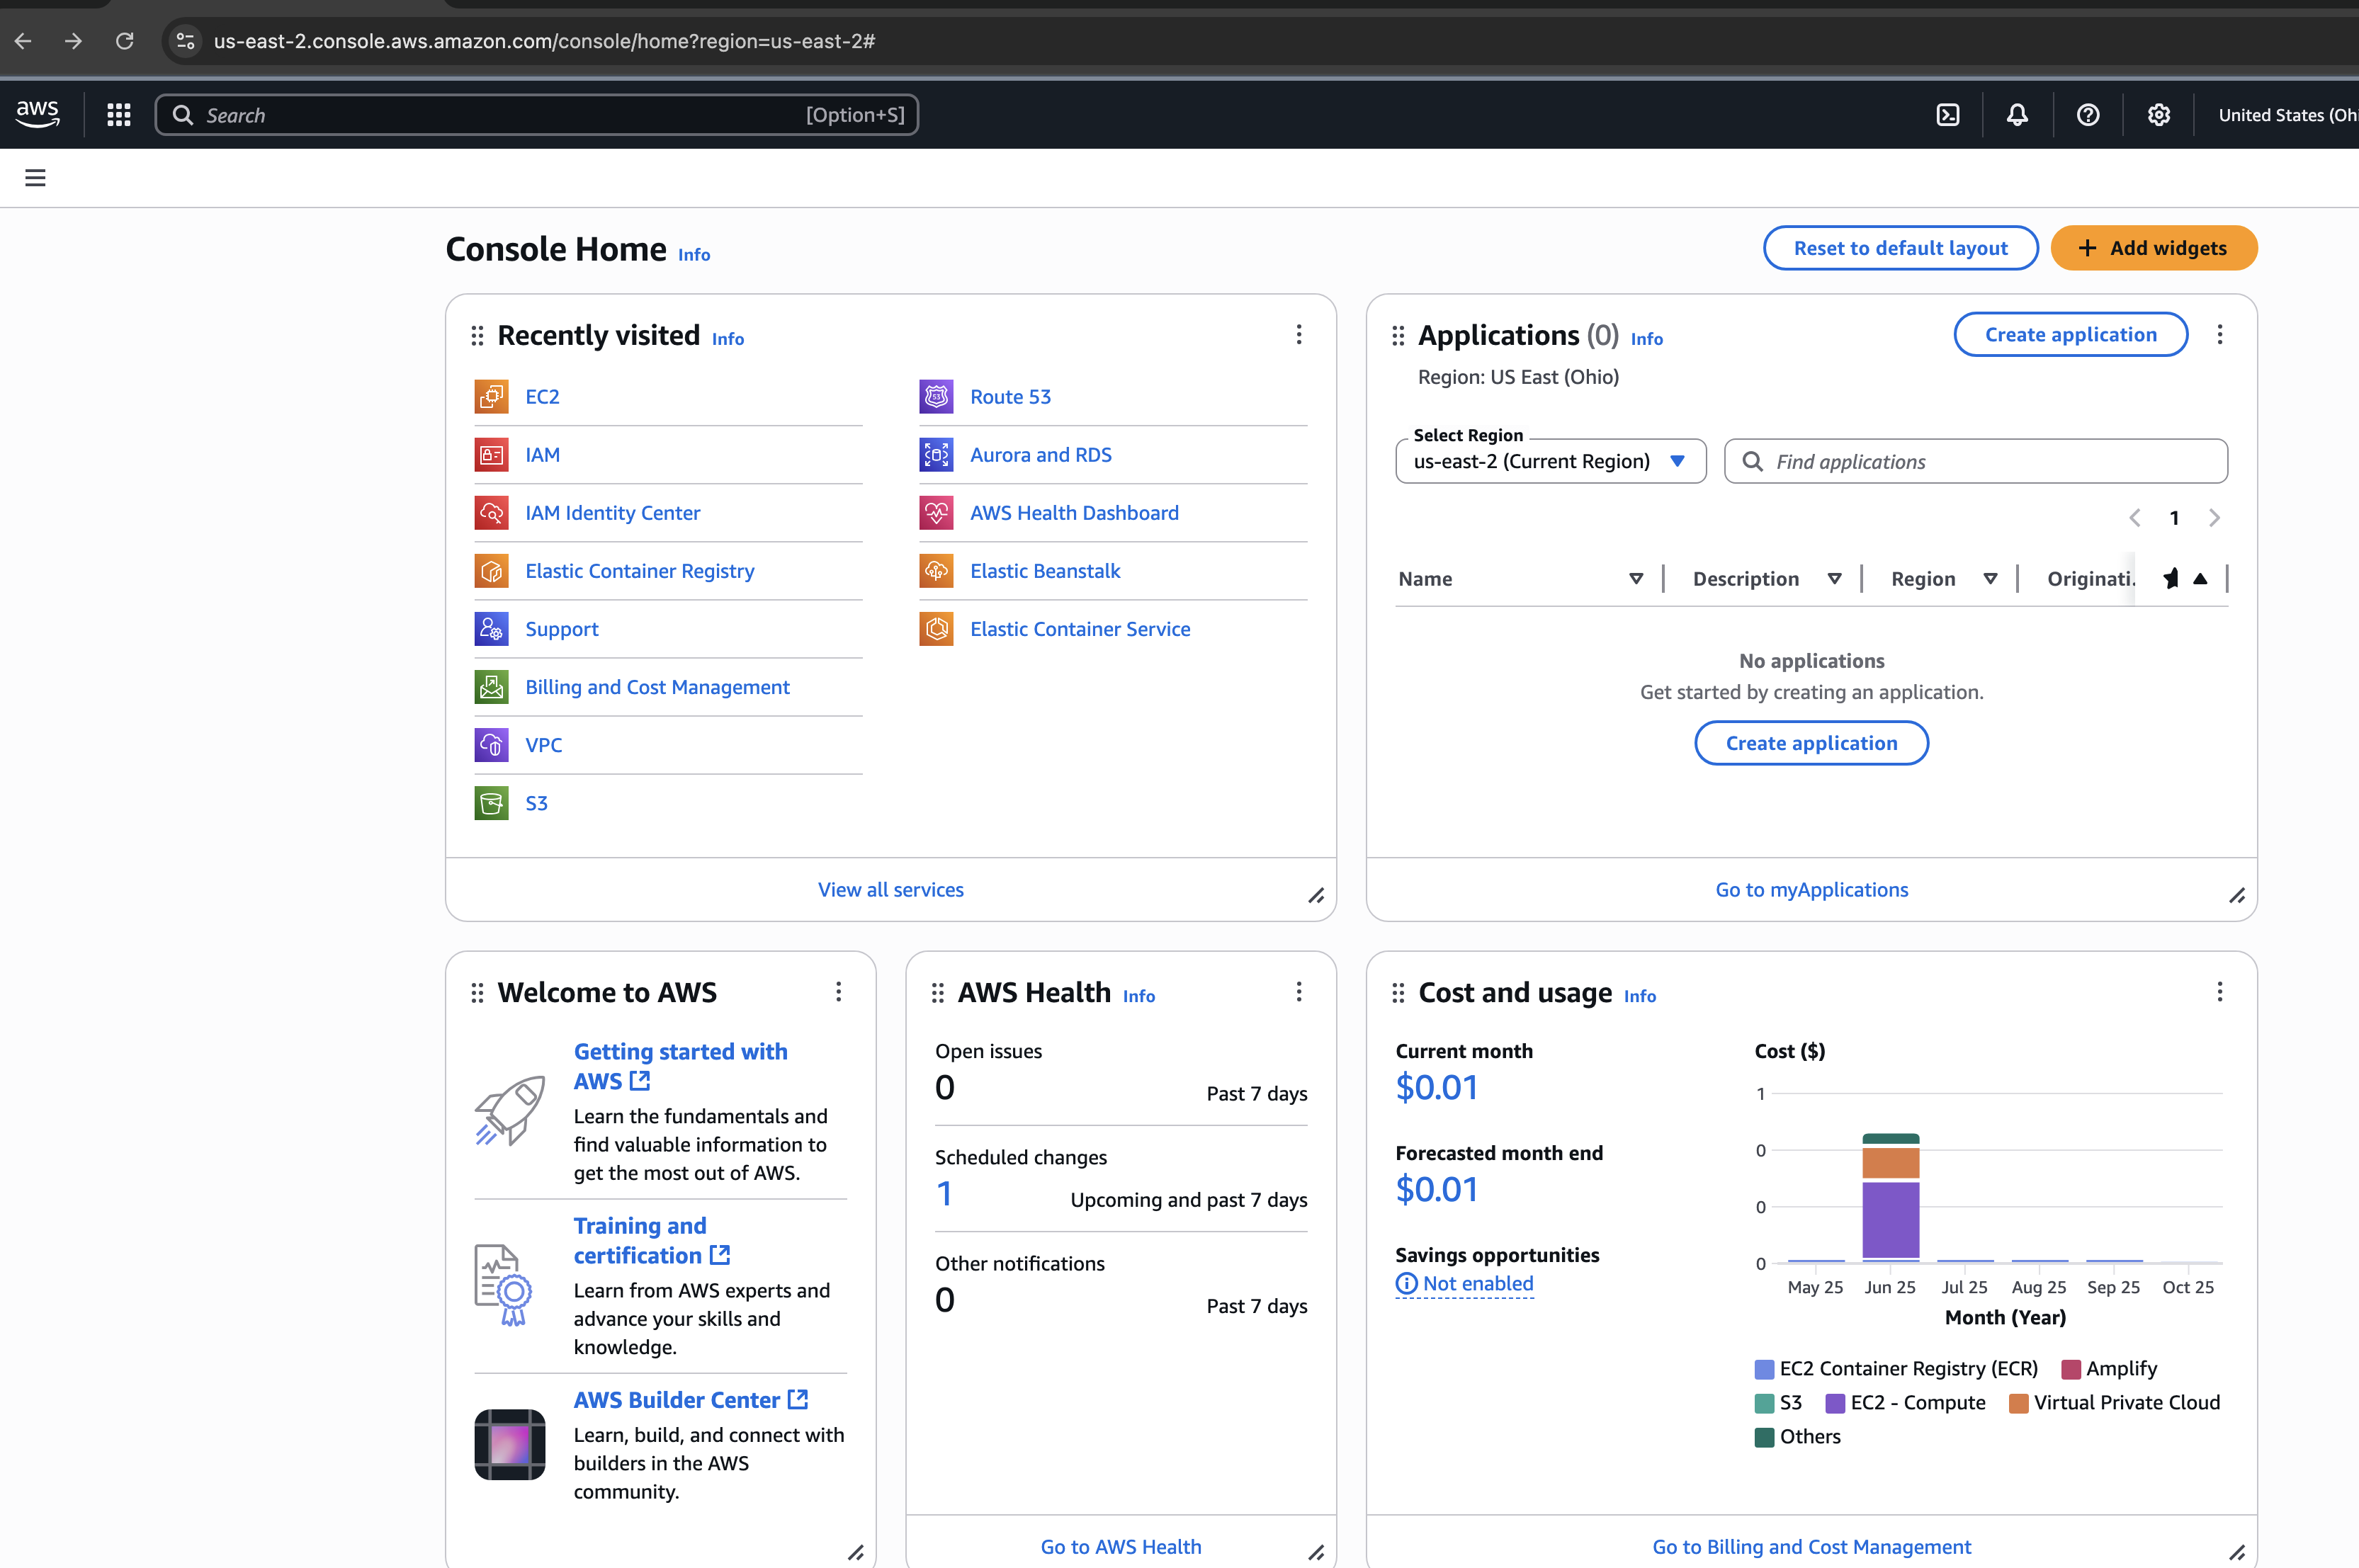 us-east-2.console.aws.amazon.com/console/home?region=us-east-2#
aws
Search
[Option+S]
United States (Oh
Console Home Info
Reset to default layout
Add widgets
Recently visited Info
EC2
IAM
IAM Identity Center
Elastic Container Registry
Support
Billing and Cost Management
VPC
S3
Route 53
Aurora and RDS
AWS Health Dashboard
Elastic Beanstalk
Elastic Container Service
View all services
Applications (0) Info
Create application
Region: US East (Ohio)
Select Region
us-east-2 (Current Region)
Find applications
1
Name
Description
Region
Originati.
No applications
Get started by creating an application.
Create application
Go to myApplications
Welcome to AWS
Getting started with
AWS
Learn the fundamentals and
find valuable information to
get the most out of AWS.
Training and
certification
Learn from AWS experts and
advance your skills and
knowledge.
AWS Builder Center
Learn, build, and connect with
builders in the AWS
community.
AWS Health Info
Open issues
0
Past 7 days
Scheduled changes
1
Upcoming and past 7 days
Other notifications
0
Past 7 days
Go to AWS Health
Cost and usage Info
Current month
$0.01
Forecasted month end
$0.01
Savings opportunities
Not enabled
Cost ($)
1
0
0
0
May 25
Jun 25
Jul 25
Aug 25
Sep 25
Oct 25
Month (Year)
EC2 Container Registry (ECR)
Amplify
S3
EC2 - Compute
Virtual Private Cloud
Others
Go to Billing and Cost Management